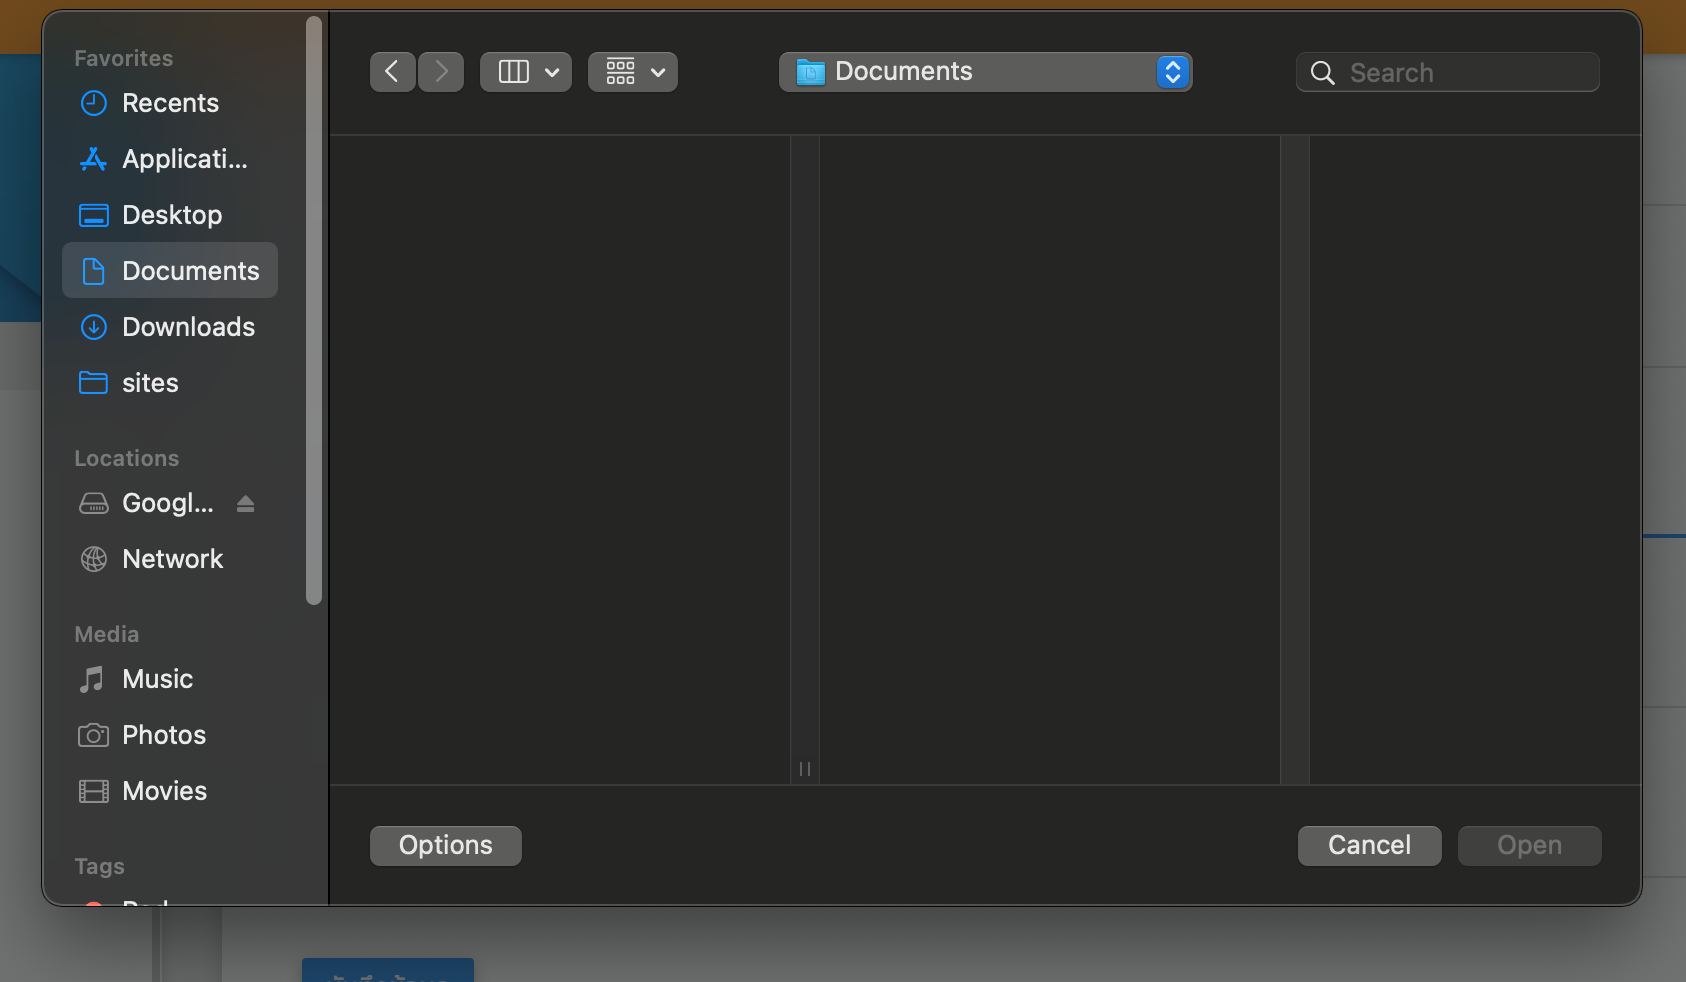 Favorites
Recents
Applicati...
Desktop
Documents
Downloads
sites
Locations
Googl...
Network
Media
Music
Photos
Movies
Tags
Documents
Search
Options
Cancel
Open